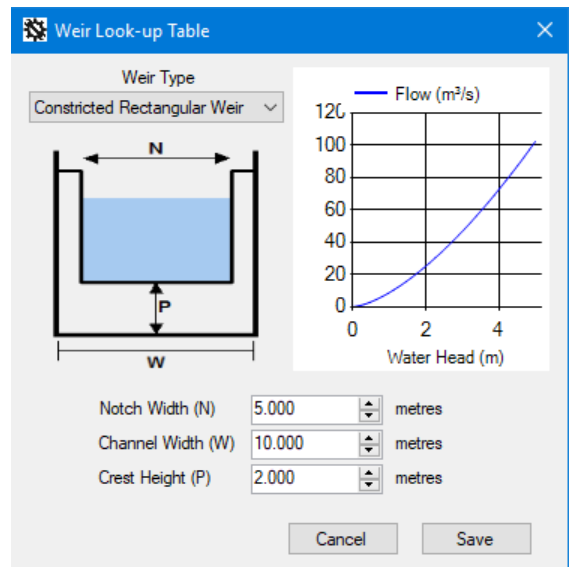 Weir Look-up Table
Weir Type
Constricted Rectangular Weir
N
P
W
Flow (m³/s)
120
100
80
60
40
20
0
0 2 4
Water Head (m)
Notch Width (N) 5.000 metres
Channel Width (W) 10.000 metres
Crest Height (P) 2.000 metres
Cancel Save